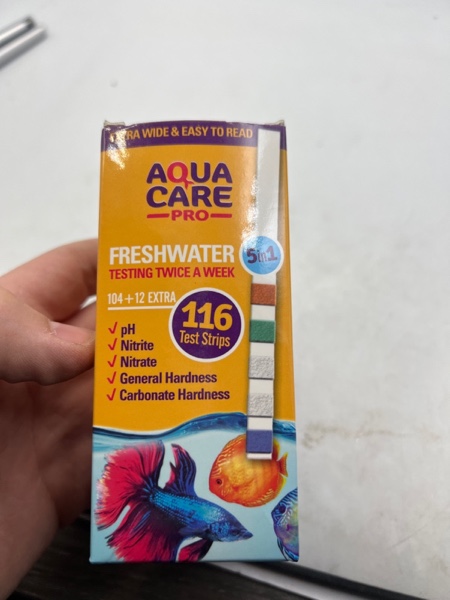 WIDE & EASY TO READ
AQUA
CARE
PRO
FRESHWATER
5in1
TESTING TWICE A WEEK
104+12 EXTRA
116
Test Strips
✓ pH
✓ Nitrite
✓ Nitrate
✓ General Hardness
✓ Carbonate Hardness